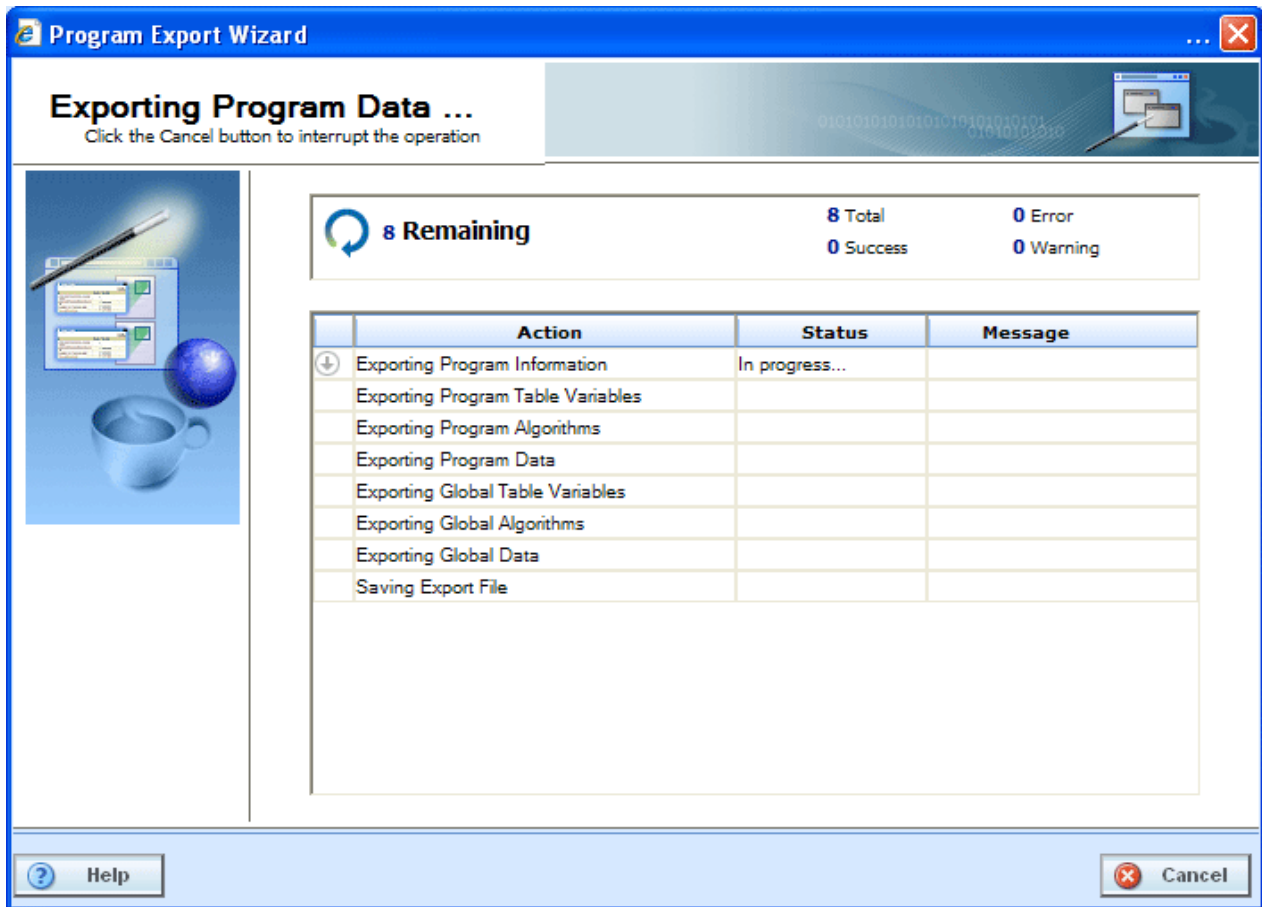 Program Export Wizard ...
Exporting Program Data ...
Click the Cancel button to interrupt the operation
8 Remaining
8 Total
0 Error
0 Success
0 Warning
Action Status Message
Exporting Program Information In progress...
Exporting Program Table Variables
Exporting Program Algorithms
Exporting Program Data
Exporting Global Table Variables
Exporting Global Algorithms
Exporting Global Data
Saving Export File
Help
Cancel